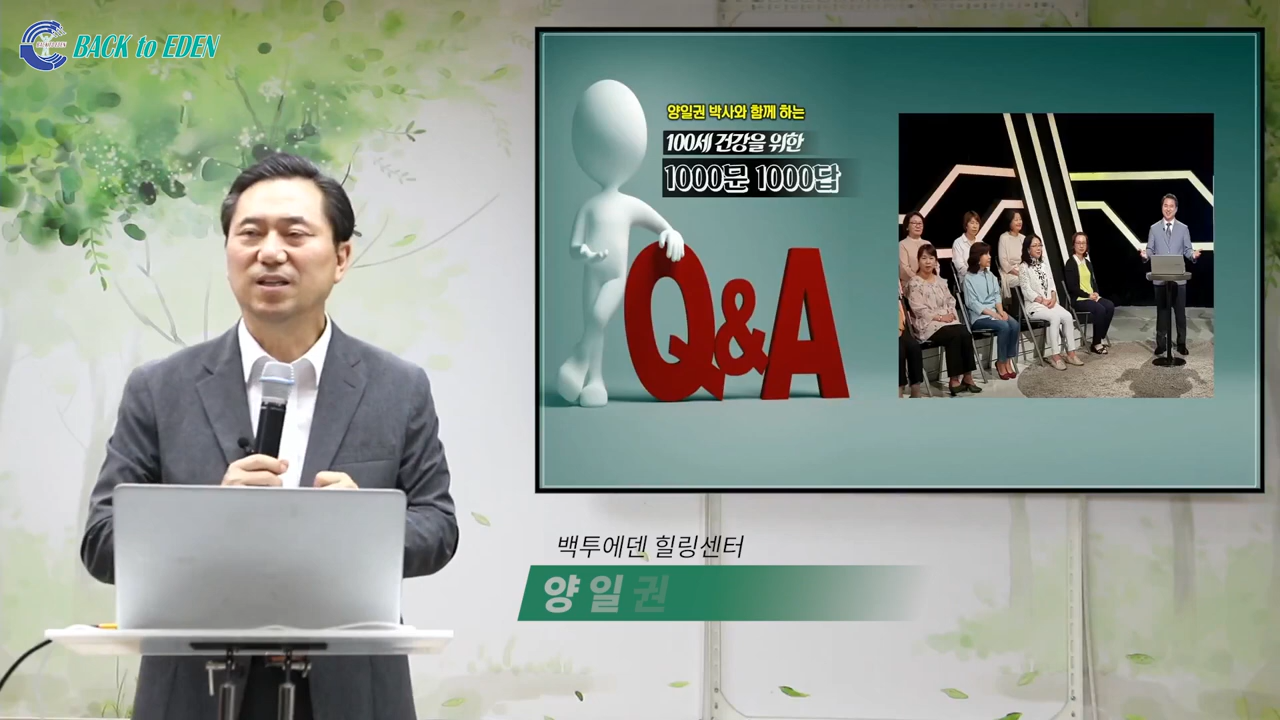 BACK to EDEN
양일권 박사와 함께 하는
100세 건강을 위한
1000문 1000답
Q&A
백투에덴 힐링센터
양일권